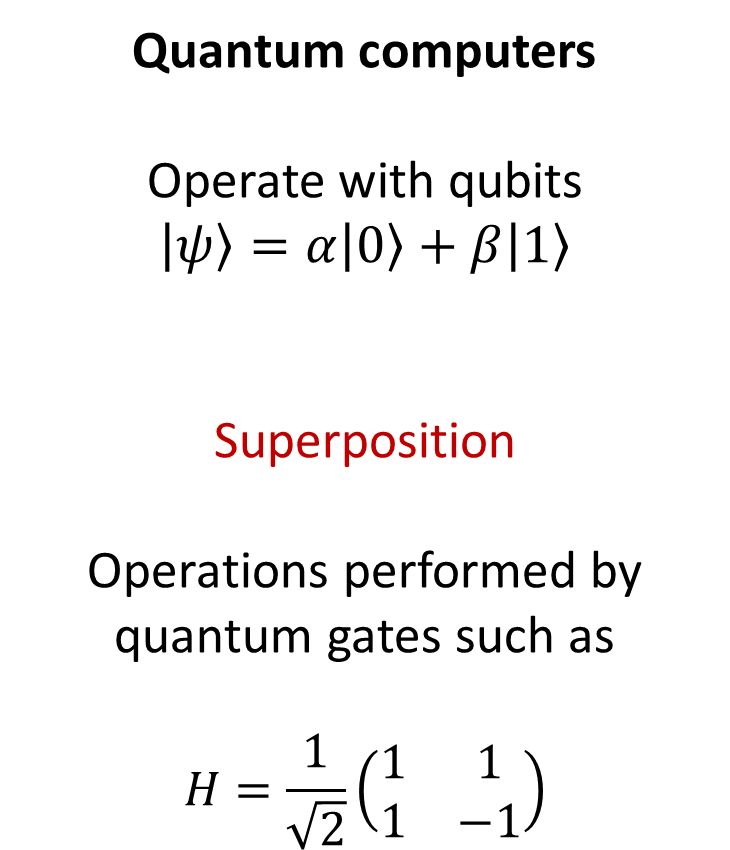 Quantum computers
Operate with qubits
|ψ⟩ = α|0⟩ + β|1⟩
Superposition
Operations performed by
quantum gates such as
H = 1/√2 (1 1
1 −1)